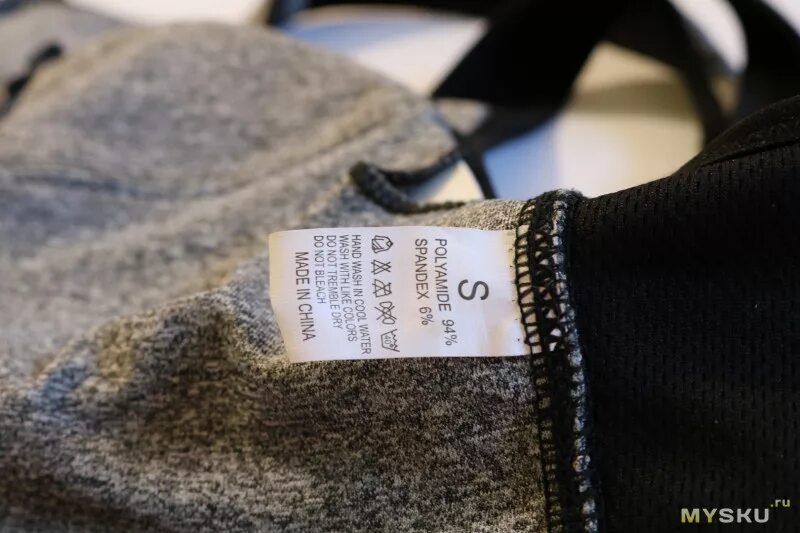 S
POLYAMIDE 94%
SPANDEX 6%
HAND WASH IN COOL WATER
WASH WITH LIKE COLORS
DO NOT TREMBLE DRY
DO NOT BLEACH
MADE IN CHINA
MYSKU.ru